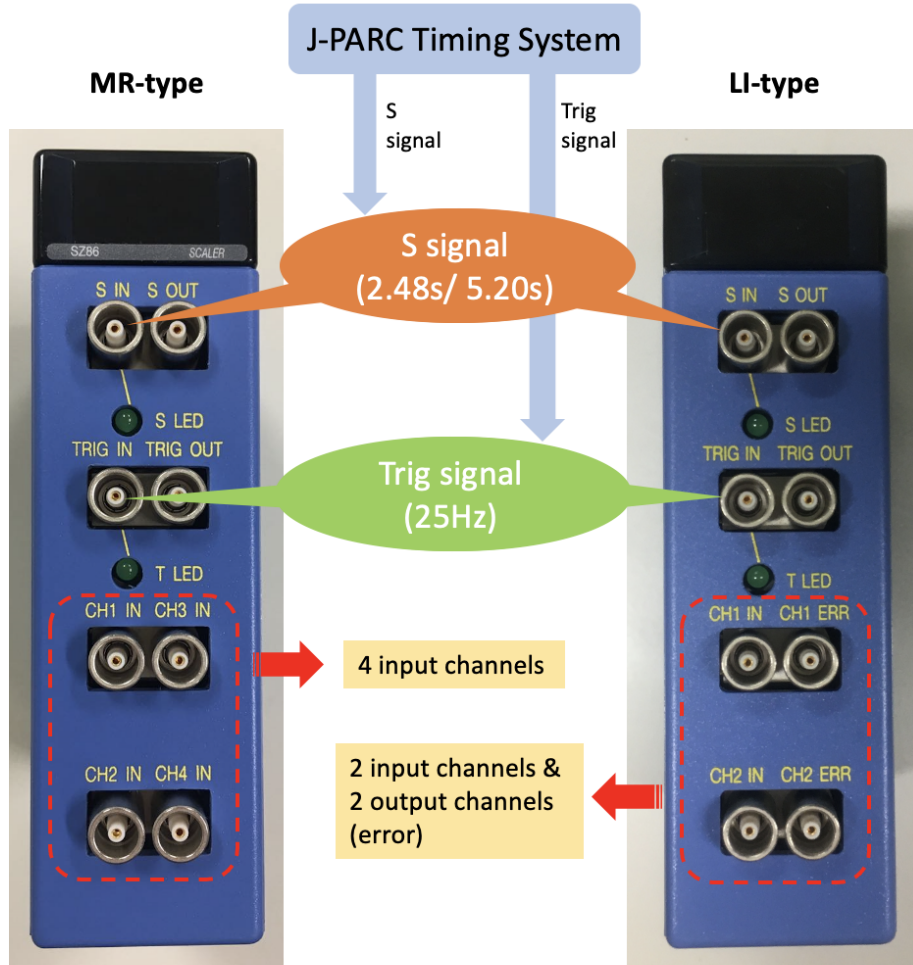 J-PARC Timing System
MR-type
LI-type
S
signal
Trig
signal
SZ86 SCALER
S signal
(2.48s/ 5.20s)
S IN S OUT
S LED
TRIG IN TRIG OUT
T LED
CH1 IN CH3 IN
CH2 IN CH4 IN
S IN S OUT
S LED
TRIG IN TRIG OUT
T LED
CH1 IN CH1 ERR
CH2 IN CH2 ERR
Trig signal
(25Hz)
4 input channels
2 input channels &
2 output channels
(error)